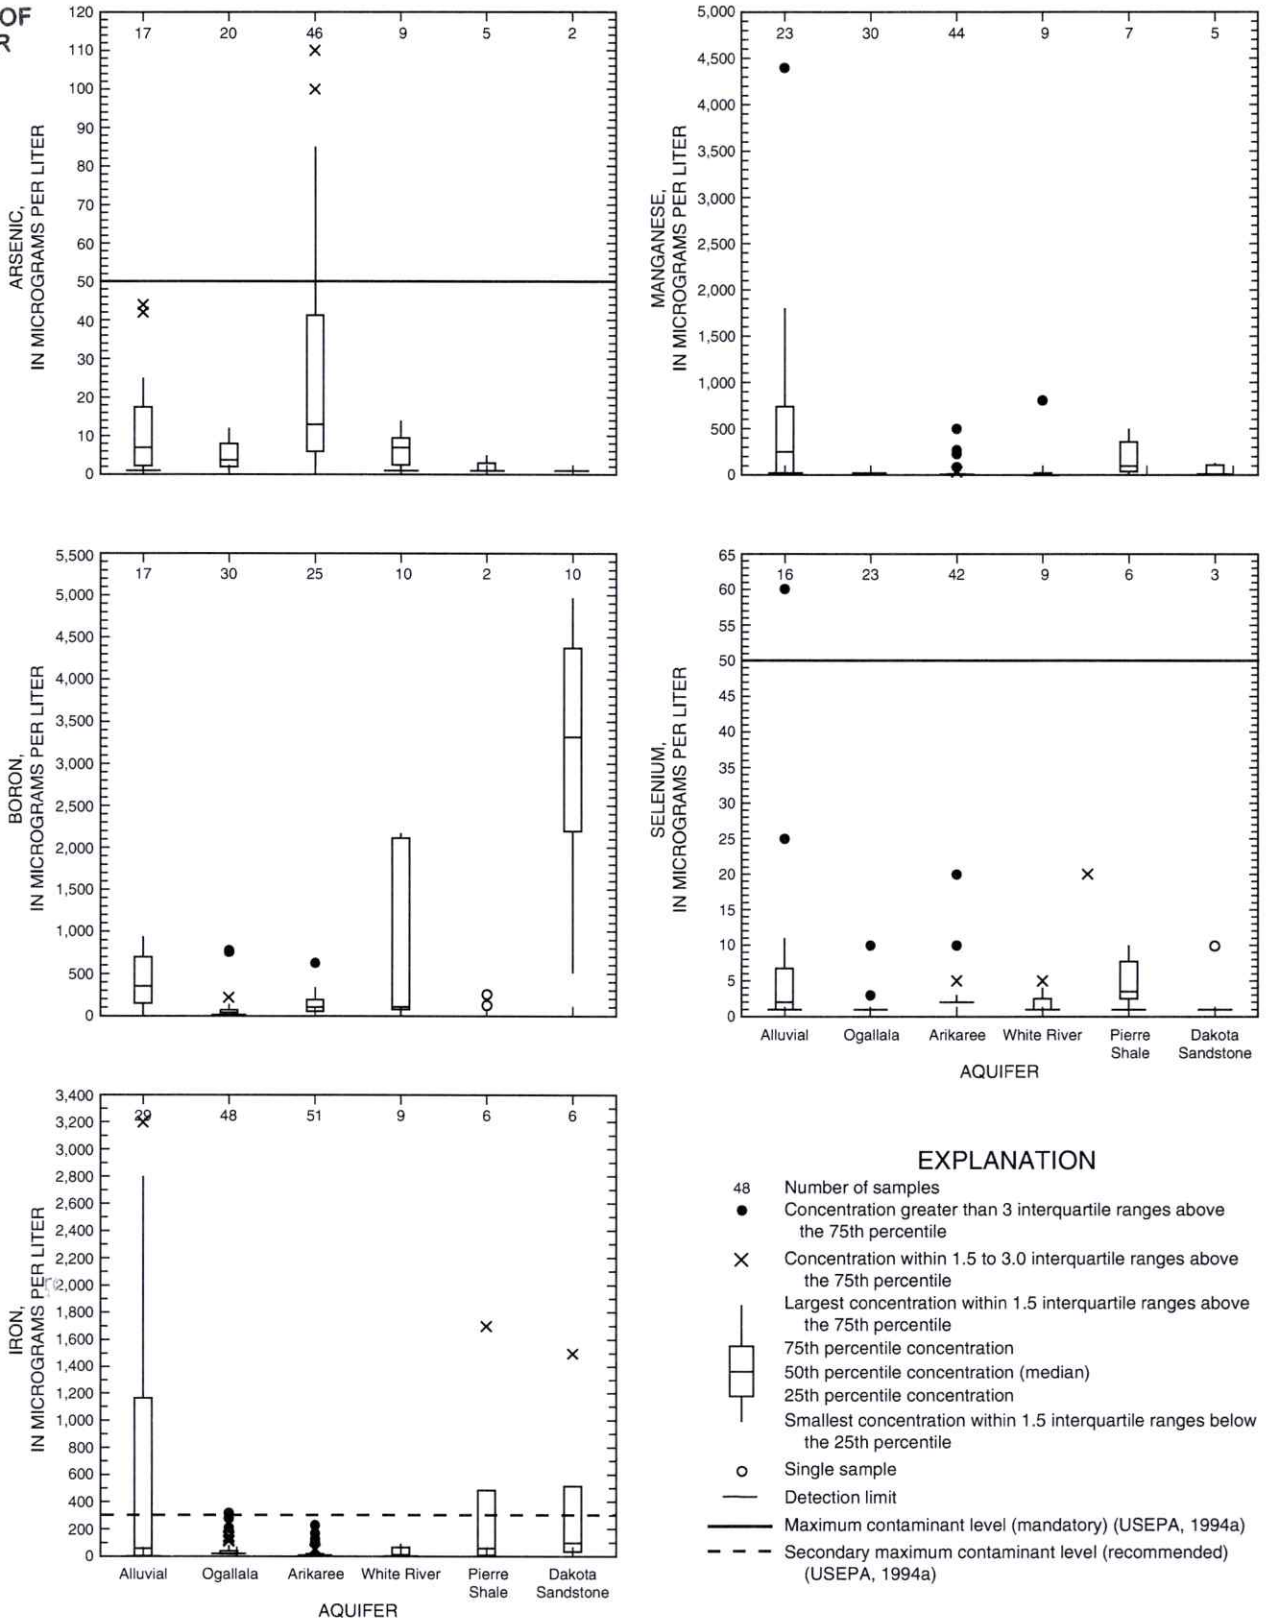 OF
R
ARSENIC,
IN MICROGRAMS PER LITER
120
110
100
90
80
70
60
50
40
30
20
10
0
17 20 46 9 5 2
MANGANESE,
IN MICROGRAMS PER LITER
5,000
4,500
4,000
3,500
3,000
2,500
2,000
1,500
1,000
500
0
23 30 44 9 7 5
BORON,
IN MICROGRAMS PER LITER
5,500
5,000
4,500
4,000
3,500
3,000
2,500
2,000
1,500
1,000
500
0
17 30 25 10 2 10
SELENIUM,
IN MICROGRAMS PER LITER
65
60
55
50
45
40
35
30
25
20
15
10
5
0
16 23 42 9 6 3
Alluvial Ogallala Arikaree White River Pierre Dakota
Shale Sandstone
AQUIFER
IRON,
IN MICROGRAMS PER LITER
3,400
3,200
3,000
2,800
2,600
2,400
2,200
2,000
1,800
1,600
1,400
1,200
1,000
800
600
400
200
0
29 48 51 9 6 6
Alluvial Ogallala Arikaree White River Pierre Dakota
Shale Sandstone
AQUIFER
EXPLANATION
48 Number of samples
Concentration greater than 3 interquartile ranges above
the 75th percentile
Concentration within 1.5 to 3.0 interquartile ranges above
the 75th percentile
Largest concentration within 1.5 interquartile ranges above
the 75th percentile
75th percentile concentration
50th percentile concentration (median)
25th percentile concentration
Smallest concentration within 1.5 interquartile ranges below
the 25th percentile
Single sample
Detection limit
Maximum contaminant level (mandatory) (USEPA, 1994a)
Secondary maximum contaminant level (recommended)
(USEPA, 1994a)